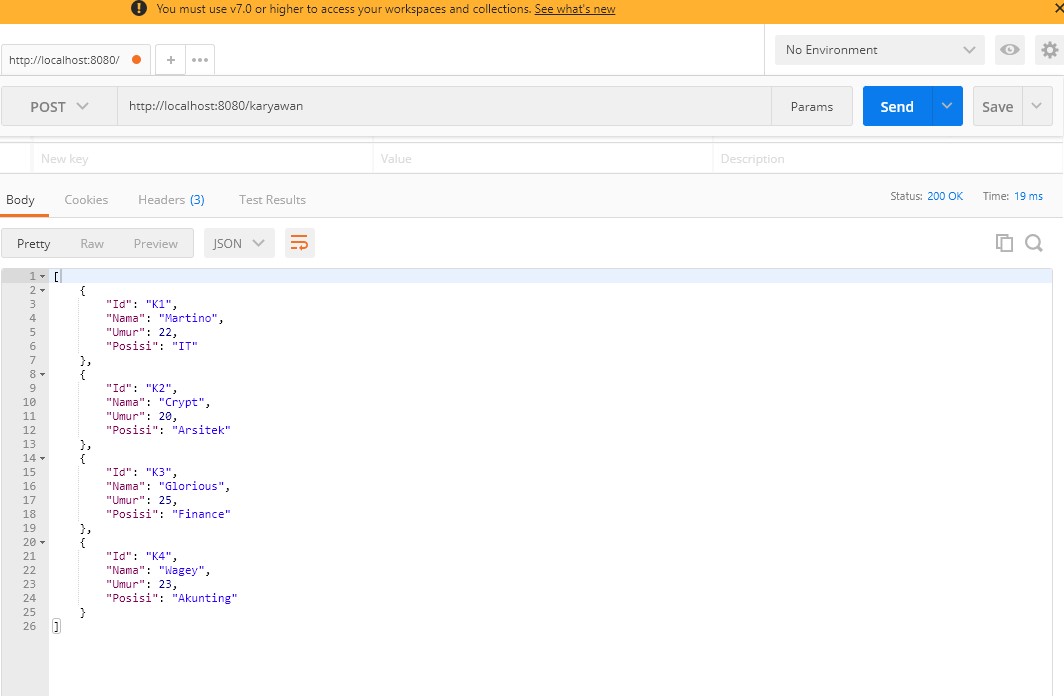 You must use v7.0 or higher to access your workspaces and collections. See what's new
No Environment
http://localhost:8080/
POST
http://localhost:8080/karyawan
Params
Send
Save
New key
Value
Description
Body
Cookies
Headers (3)
Test Results
Status: 200 OK
Time: 19 ms
Pretty
Raw
Preview
JSON
1 [
2 {
3 "Id": "K1",
4 "Nama": "Martino",
5 "Umur": 22,
6 "Posisi": "IT"
7 },
8 {
9 "Id": "K2",
10 "Nama": "Crypt",
11 "Umur": 20,
12 "Posisi": "Arsitek"
13 },
14 {
15 "Id": "K3",
16 "Nama": "Glorious",
17 "Umur": 25,
18 "Posisi": "Finance"
19 },
20 {
21 "Id": "K4",
22 "Nama": "Wagey",
23 "Umur": 23,
24 "Posisi": "Akunting"
25 }
26 ]